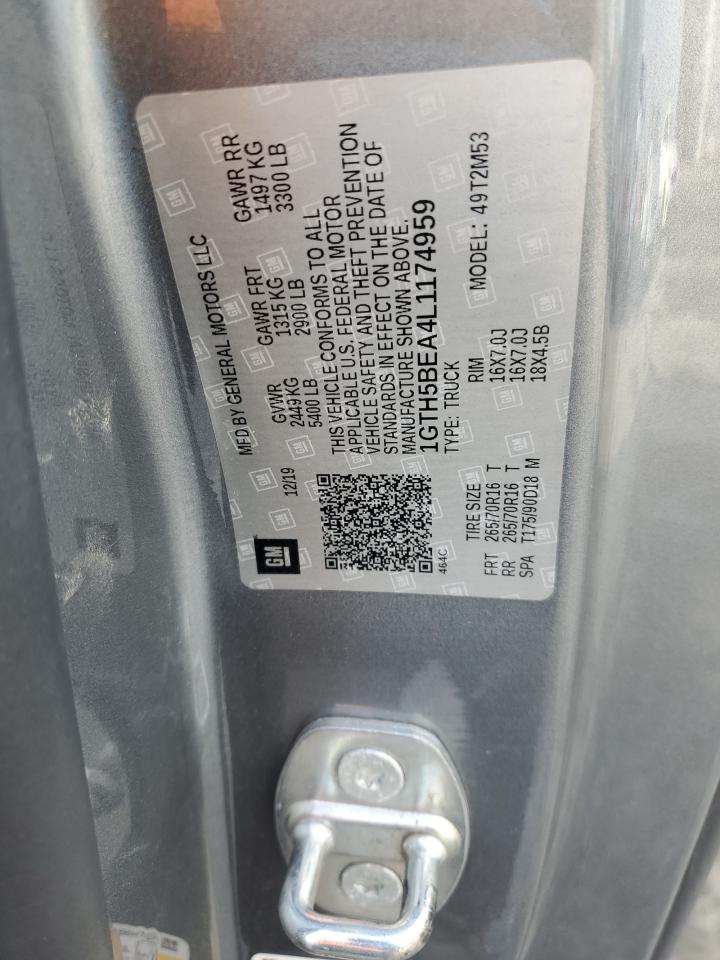 MFD BY GENERAL MOTORS LLC
GM
12/19
GVWR GAWR FRT GAWR RR
2449 KG 1315 KG 1497 KG
5400 LB 2900 LB 3300 LB
THIS VEHICLE CONFORMS TO ALL
APPLICABLE U.S. FEDERAL MOTOR
VEHICLE SAFETY AND THEFT PREVENTION
STANDARDS IN EFFECT ON THE DATE OF
MANUFACTURE SHOWN ABOVE.
1GTH5BEA4L1174959
464C
TYPE: TRUCK
MODEL: 49T2M53
TIRE SIZE RIM
FRT 265/70R16 T 16X7.0J
RR 265/70R16 T 16X7.0J
SPA T175/90D18 M 18X4.5B